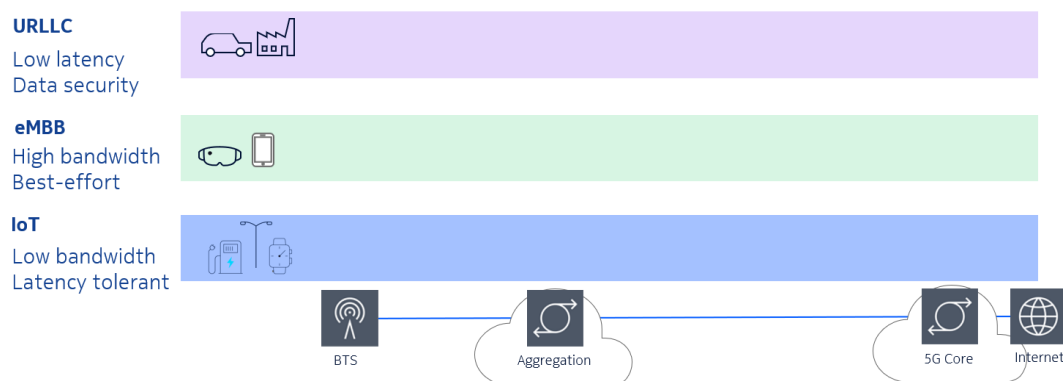 URLLC
Low latency
Data security
eMBB
High bandwidth
Best-effort
IoT
Low bandwidth
Latency tolerant
BTS
Aggregation
5G Core
Internet